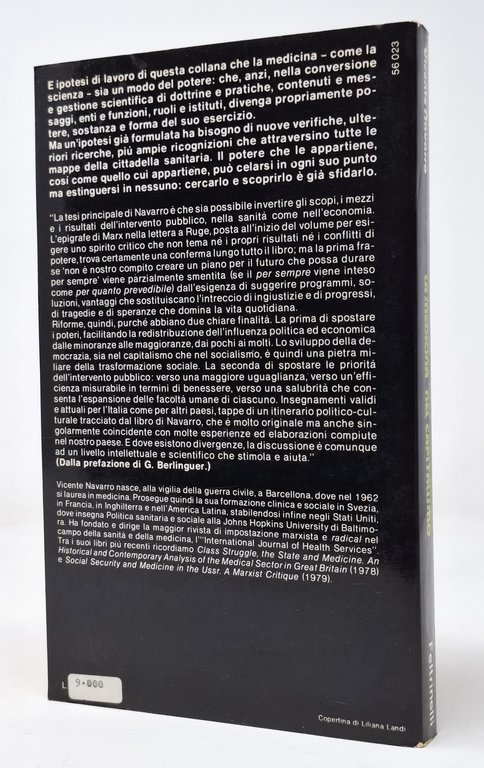 E ipotesi di lavoro di questa collana che la medicina – come la
scienza – sia un modo del potere: che, anzi, nella conversione
e gestione scientifica di dottrine e pratiche, contenuti e mes-
saggi, enti e funzioni, ruoli e istituti, divenga propriamente po-
tere, sostanza e forma del suo esercizio.
Ma un'ipotesi già formulata ha bisogno di nuove verifiche, ulte-
riori ricerche, piú ampie ricognizioni che attraversino tutte le
mappe della cittadella sanitaria. Il potere che le appartiene,
cosí come quello cui appartiene, può celarsi in ogni suo punto
ma estinguersi in nessuno: cercarlo e scoprirlo è già sfidarlo.
"La tesi principale di Navarro è che sia possibile invertire gli scopi, i mezzi
e i risultati dell'intervento pubblico, nella sanità come nell'economia.
L'epigrafe di Marx nella lettera a Ruge, posta all'inizio del volume per esi-
gere uno spirito critico che non tema né i propri risultati né i conflitti di
potere, trova certamente una conferma lungo tutto il libro; ma la prima fra-
se 'non è nostro compito creare un piano per il futuro che possa durare
per sempre' viene parzialmente smentita (se il per sempre viene inteso
come per quanto prevedibile) dall'esigenza di suggerire programmi, so-
luzioni, vantaggi che sostituiscano l'intreccio di ingiustizie e di progressi,
di tragedie e di speranze che domina la vita quotidiana.
Riforme, quindi, purché abbiano due chiare finalità. La prima di spostare
i poteri, facilitando la redistribuzione dell'influenza politica ed economica
dalle minoranze alle maggioranze, dai pochi ai molti. Lo sviluppo della de-
mocrazia, sia nel capitalismo che nel socialismo, è quindi una pietra mi-
liare della trasformazione sociale. La seconda di spostare le priorità
dell'intervento pubblico: verso una maggiore uguaglianza, verso un'ef-
ficienza misurabile in termini di benessere, verso una salubrità che con-
senta l'espansione delle facoltà umane di ciascuno. Insegnamenti validi
e attuali per l'Italia come per altri paesi, tappe di un itinerario politico-cul-
turale tracciato dal libro di Navarro, che è molto originale ma anche sin-
golarmente coincidente con molte esperienze ed elaborazioni compiute
nel nostro paese. E dove esistono divergenze, la discussione è comunque
ad un livello intellettuale e scientifico che stimola e aiuta."
(Dalla prefazione di G. Berlinguer.)
Vicente Navarro nasce, alla vigilia della guerra civile, a Barcellona, dove nel 1962
si laurea in medicina. Prosegue quindi la sua formazione clinica e sociale in Svezia,
in Francia, in Inghilterra e nell'America Latina, stabilendosi infine negli Stati Uniti,
dove insegna Politica sanitaria e sociale alla Johns Hopkins University di Baltimo-
ra. Ha fondato e dirige la maggior rivista di impostazione marxista e radical nel
campo della sanità e della medicina, l'"International Journal of Health Services".
Tra i suoi libri piú recenti ricordiamo Class Struggle, the State and Medicine. An
Historical and Contemporary Analysis of the Medical Sector in Great Britain (1978)
e Social Security and Medicine in the Ussr. A Marxist Critique (1979).
L
9.000
Copertina di Liliana Landi
56 023
Vicente Navarro
La medicina nel capitalismo
Feltrinelli